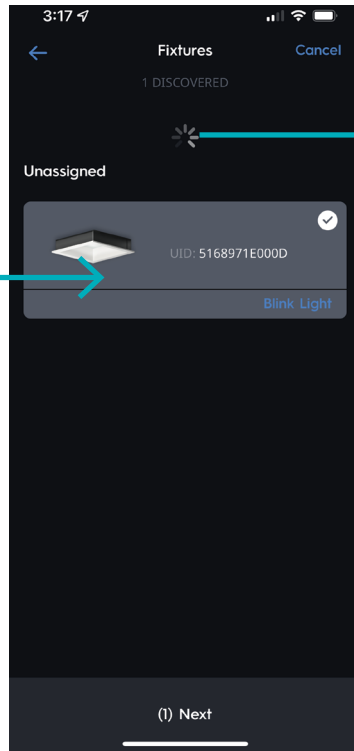 3:17
Fixtures
Cancel
1 DISCOVERED
Unassigned
UID: 5168971E000D
Blink Light
(1) Next